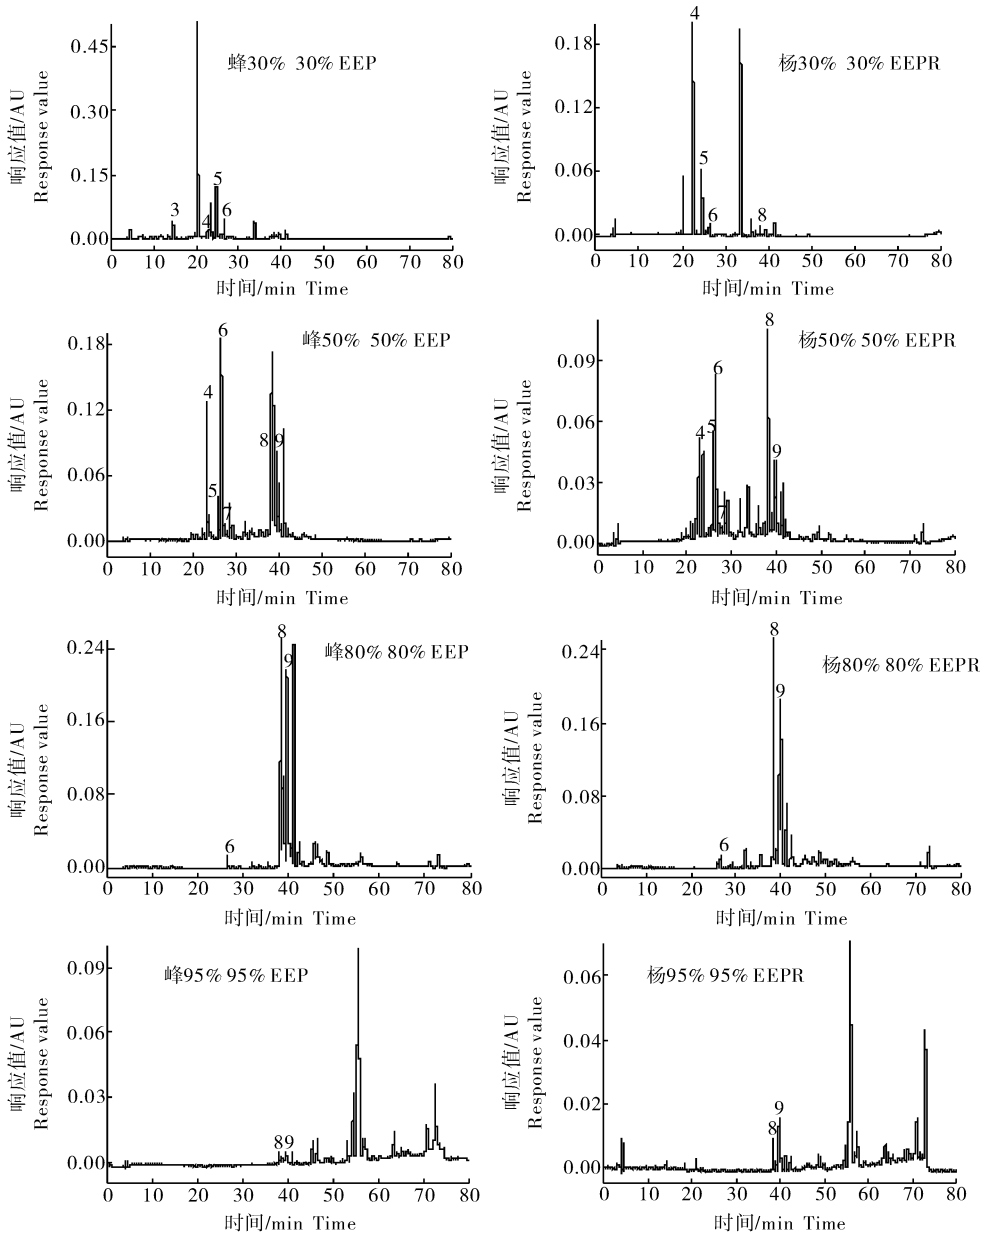 蜂30% 30% EEP
0.45
0.30
0.15
0.00
3
4
5
6
0 10 20 30 40 50 60 70 80
响应值/AU
Response value
时间/min Time
杨30% 30% EEPR
0.18
0.12
0.06
0.00
4
5
6
8
0 10 20 30 40 50 60 70 80
响应值/AU
Response value
时间/min Time
峰50% 50% EEP
0.18
0.12
0.06
0.00
4
5
6
7
8
9
0 10 20 30 40 50 60 70 80
响应值/AU
Response value
时间/min Time
杨50% 50% EEPR
0.09
0.06
0.03
0.00
4
5
6
7
8
9
0 10 20 30 40 50 60 70 80
响应值/AU
Response value
时间/min Time
峰80% 80% EEP
0.24
0.16
0.08
0.00
6
8
9
0 10 20 30 40 50 60 70 80
响应值/AU
Response value
时间/min Time
杨80% 80% EEPR
0.24
0.16
0.08
0.00
6
8
9
0 10 20 30 40 50 60 70 80
响应值/AU
Response value
时间/min Time
峰95% 95% EEP
0.09
0.06
0.03
0.00
8 9
0 10 20 30 40 50 60 70 80
响应值/AU
Response value
时间/min Time
杨95% 95% EEPR
0.06
0.04
0.02
0.00
8
9
0 10 20 30 40 50 60 70 80
响应值/AU
Response value
时间/min Time